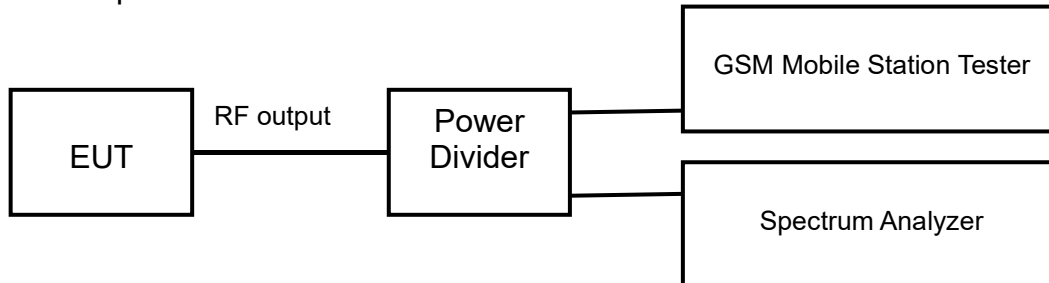 EUT
RF output
Power
Divider
GSM Mobile Station Tester
Spectrum Analyzer